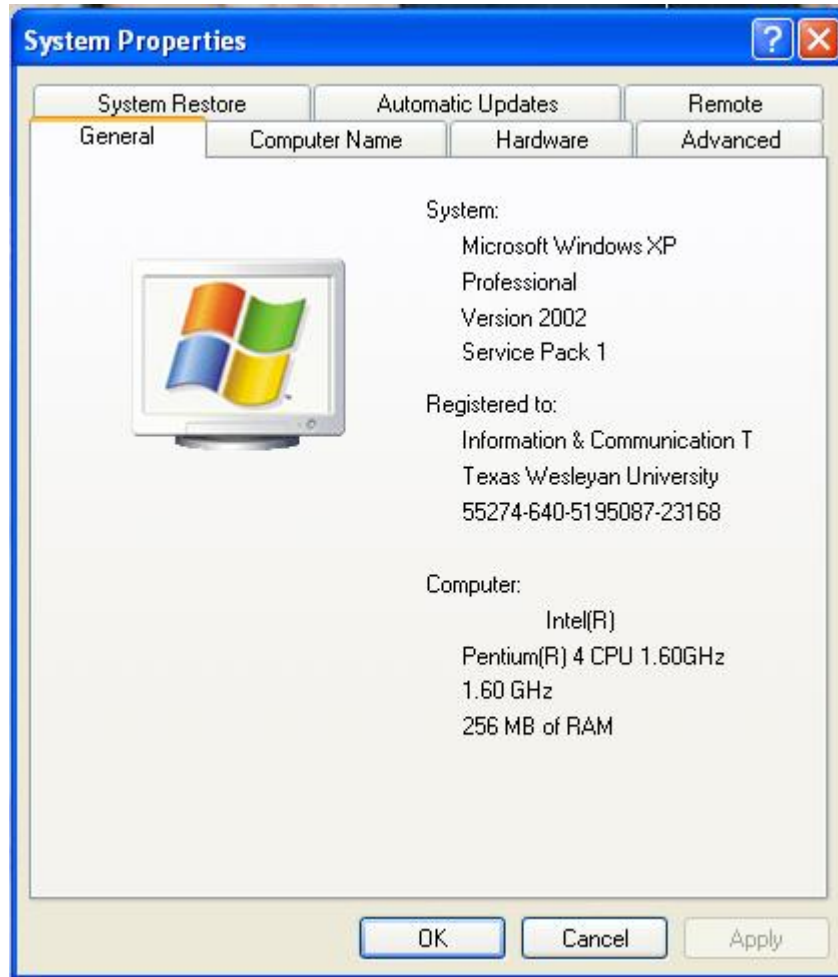 System Properties
System Restore Automatic Updates Remote
General Computer Name Hardware Advanced
System:
Microsoft Windows XP
Professional
Version 2002
Service Pack 1
Registered to:
Information & Communication T
Texas Wesleyan University
55274-640-5195087-23168
Computer:
Intel(R)
Pentium(R) 4 CPU 1.60GHz
1.60 GHz
256 MB of RAM
OK Cancel Apply